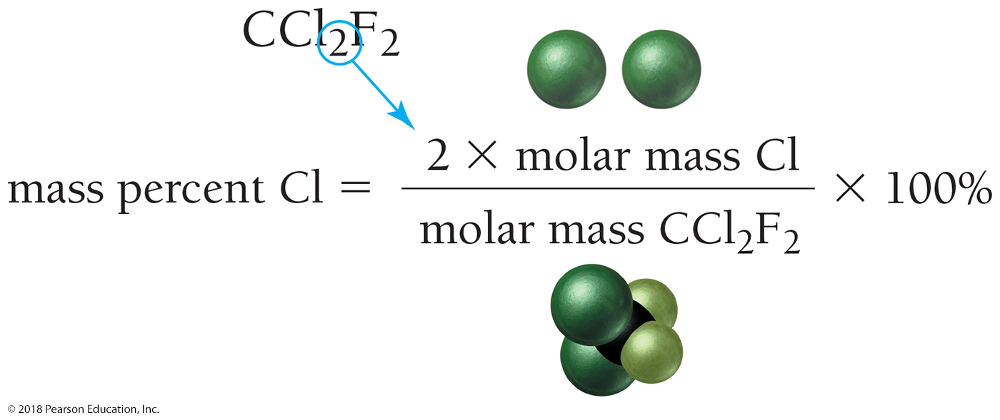 CCl₂F₂
2 × molar mass Cl
mass percent Cl = × 100%
molar mass CCl₂F₂
© 2018 Pearson Education, Inc.